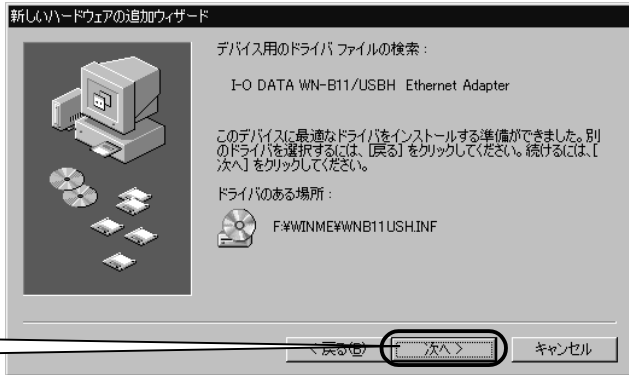 新しいハードウェアの追加ウィザード
デバイス用のドライバ ファイルの検索：
I-O DATA WN-B11/USBH Ethernet Adapter
このデバイスに最適なドライバをインストールする準備ができました。別
のドライバを選択するには、[戻る] をクリックしてください。続けるには、[
次へ] をクリックしてください。
ドライバのある場所：
F:¥WINME¥WNB11USH.INF
< 戻る(B)
次へ >
キャンセル